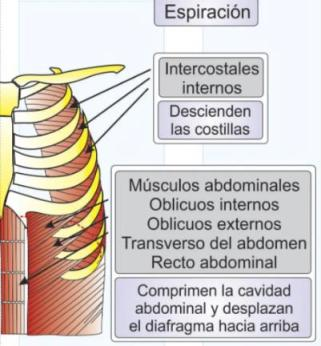 Espiración
Intercostales
internos
Descienden
las costillas
Músculos abdominales
Oblicuos internos
Oblicuos externos
Transverso del abdomen
Recto abdominal
Comprimen la cavidad
abdominal y desplazan
el diafragma hacia arriba